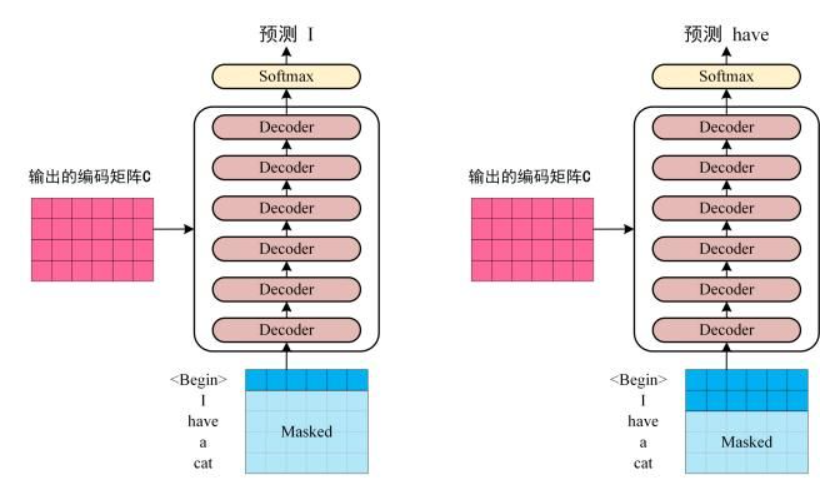 预测 I
Softmax
Decoder
Decoder
Decoder
Decoder
Decoder
Decoder
输出的编码矩阵C
<Begin>
I
have
a
cat
Masked
预测 have
Softmax
Decoder
Decoder
Decoder
Decoder
Decoder
Decoder
输出的编码矩阵C
<Begin>
I
have
a
cat
Masked